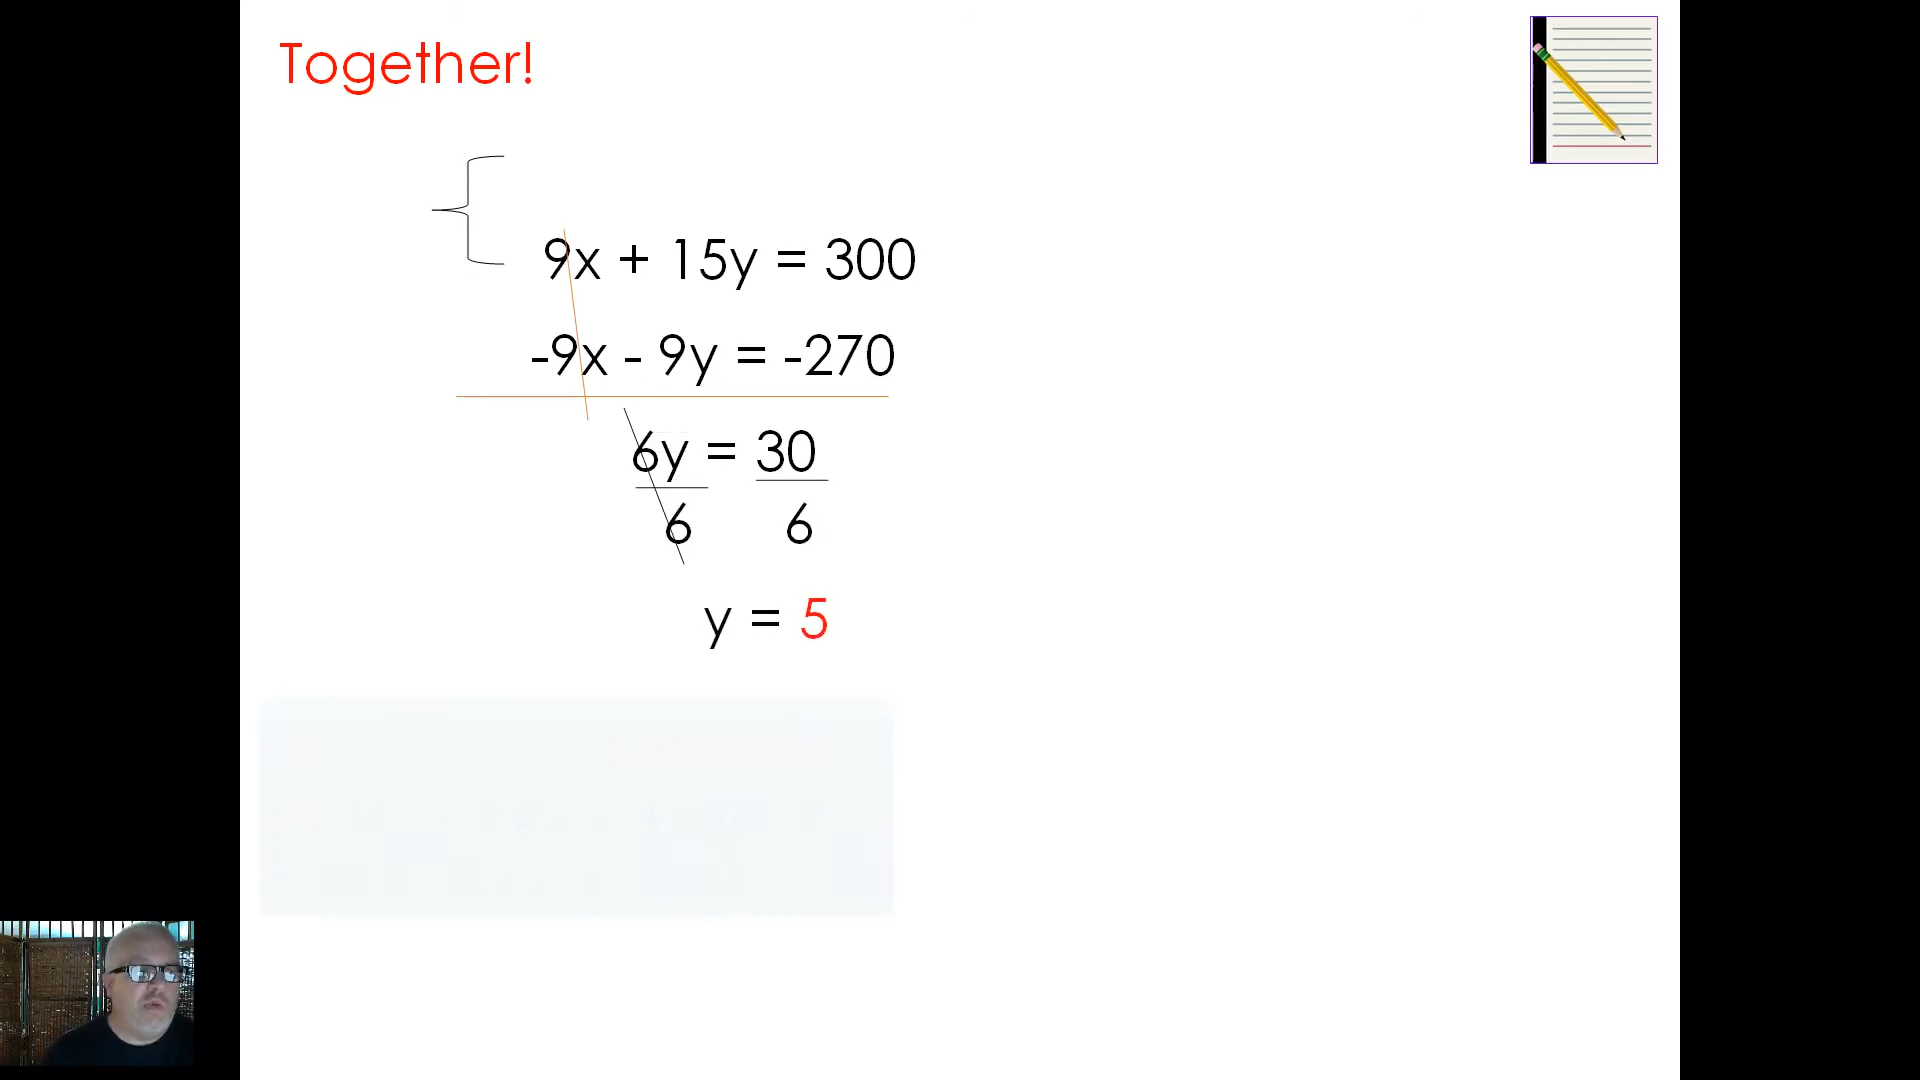 Together!
9x + 15y = 300
-9x - 9y = -270
6y = 30
6 6
y = 5